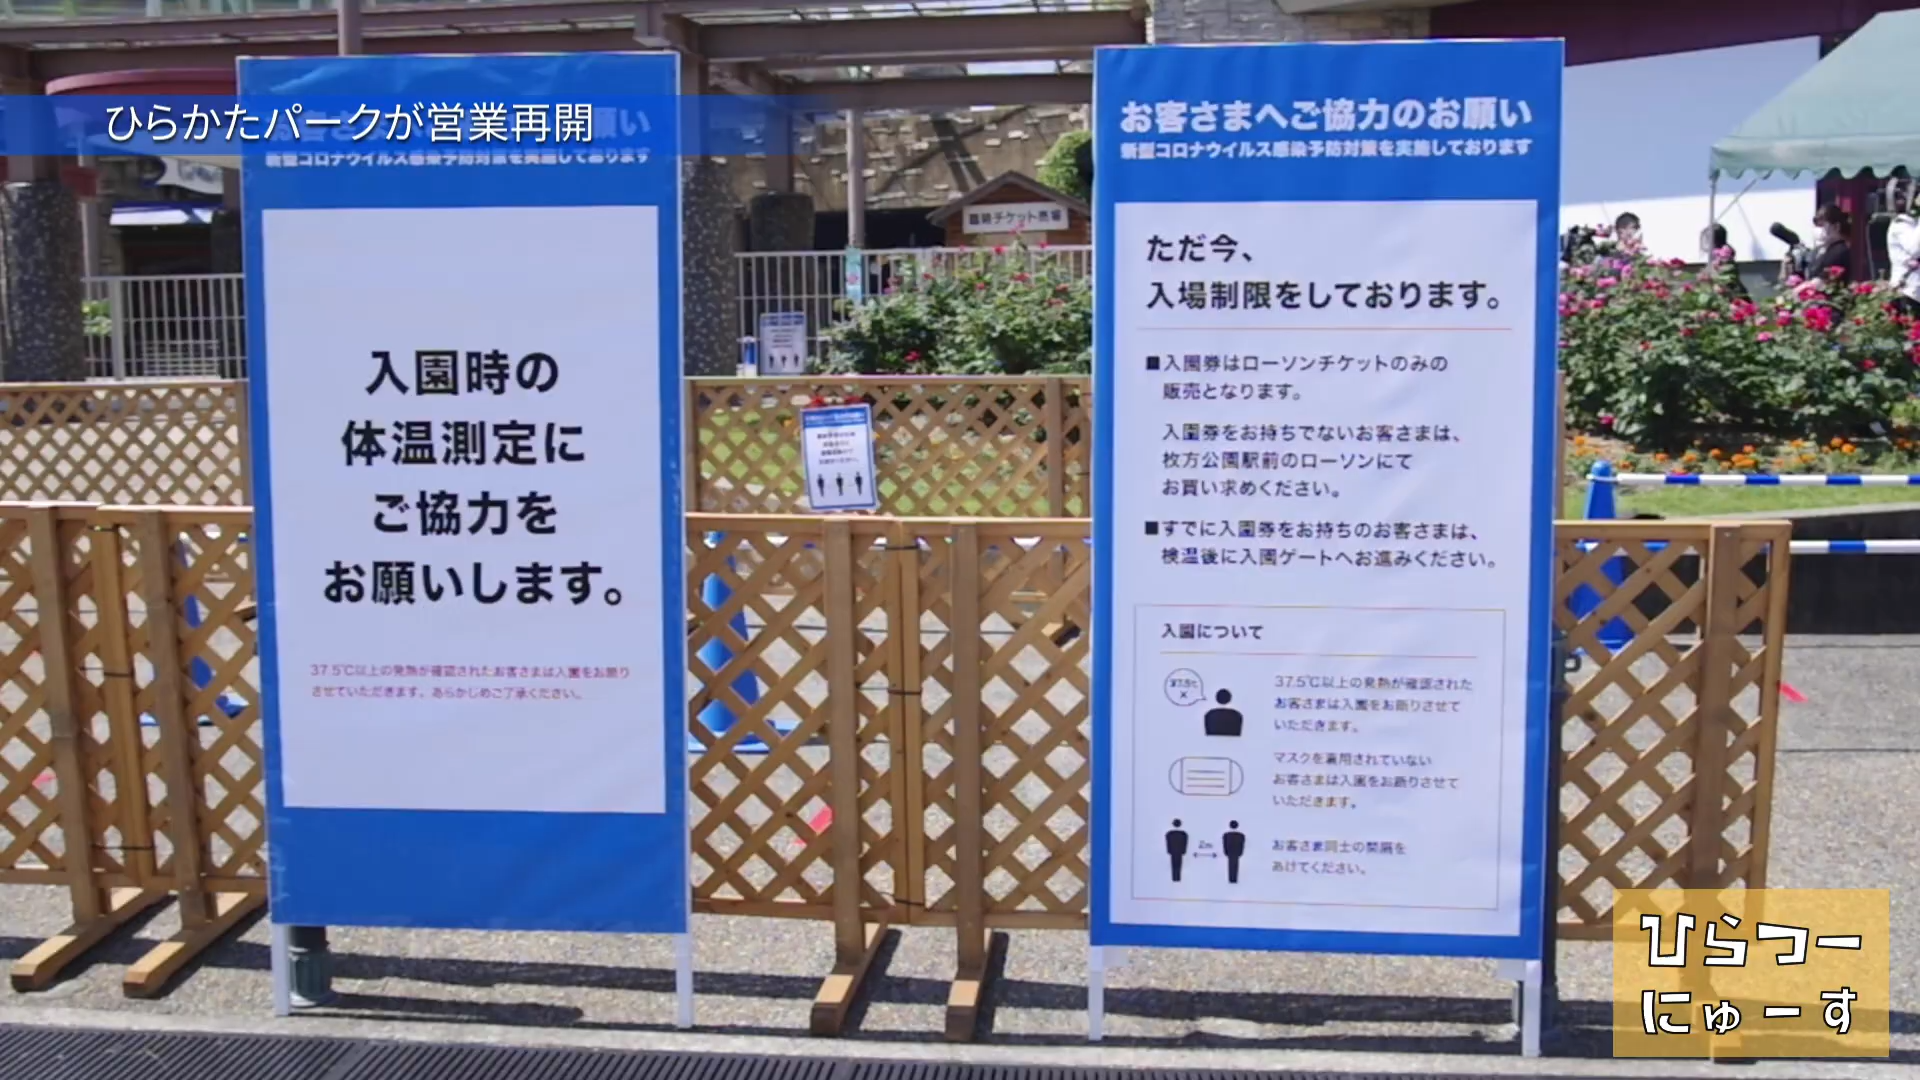 ひらかたパークが営業再開
願い
新型コロナウイルス感染予防対策を実施しております
入園時の
体温測定に
ご協力を
お願いします。
37.5℃以上の発熱が確認されたお客さまは入園をお断り
させていただきます。あらかじめご了承ください。
臨時チケット売場
お客さまへご協力のお願い
新型コロナウイルス感染予防対策を実施しております
ただ今、
入場制限をしております。
■入園券はローソンチケットのみの
販売となります。
入園券をお持ちでないお客さまは、
枚方公園駅前のローソンにて
お買い求めください。
■すでに入園券をお持ちのお客さまは、
検温後に入園ゲートへお進みください。
入園について
37.5℃
×
37.5℃以上の発熱が確認された
お客さまは入園をお断りさせて
いただきます。
マスクを着用されていない
お客さまは入園をお断りさせて
いただきます。
2m
お客さま同士の間隔を
あけてください。
ひらつー
にゅーす